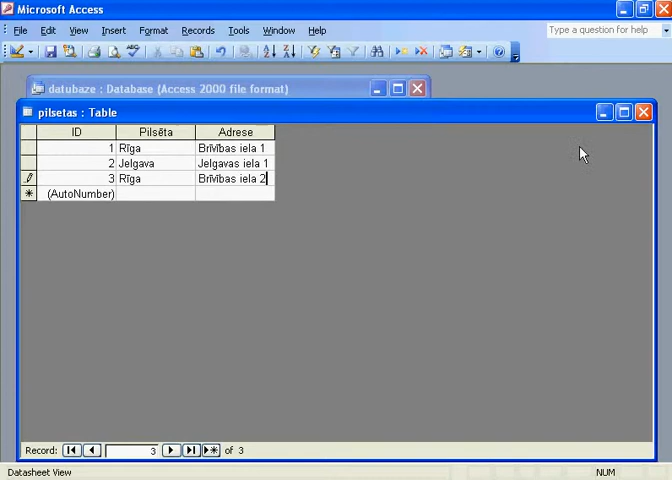 Microsoft Access
File Edit View Insert Format Records Tools Window Help Type a question for help
datubaze : Database (Access 2000 file format)
pilsetas : Table
ID Pilsēta Adrese
1 Rīga Brīvības iela 1
2 Jelgava Jelgavas iela 1
3 Rīga Brīvības iela 2
(AutoNumber)
Record: 3 of 3
Datasheet View NUM